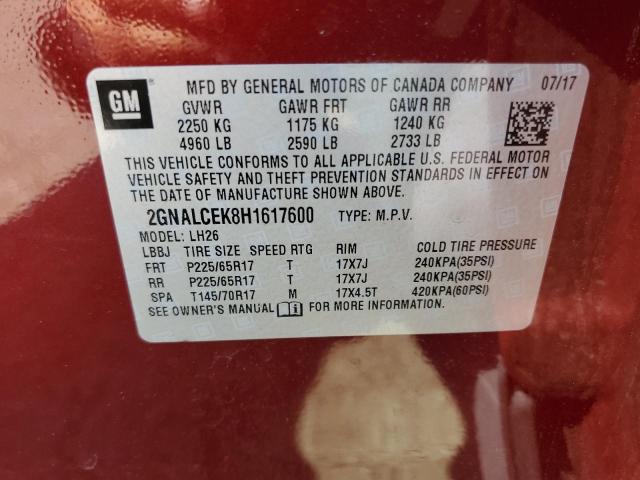 GM
MFD BY GENERAL MOTORS OF CANADA COMPANY 07/17
GVWR GAWR FRT GAWR RR
2250 KG 1175 KG 1240 KG
4960 LB 2590 LB 2733 LB
THIS VEHICLE CONFORMS TO ALL APPLICABLE U.S. FEDERAL MOTOR
VEHICLE SAFETY AND THEFT PREVENTION STANDARDS IN EFFECT ON
THE DATE OF MANUFACTURE SHOWN ABOVE.
2GNALCEK8H1617600 TYPE: M.P.V.
MODEL: LH26
LBBJ TIRE SIZE SPEED RTG RIM COLD TIRE PRESSURE
FRT P225/65R17 T 17X7J 240KPA(35PSI)
RR P225/65R17 T 17X7J 240KPA(35PSI)
SPA T145/70R17 M 17X4.5T 420KPA(60PSI)
SEE OWNER'S MANUAL FOR MORE INFORMATION.